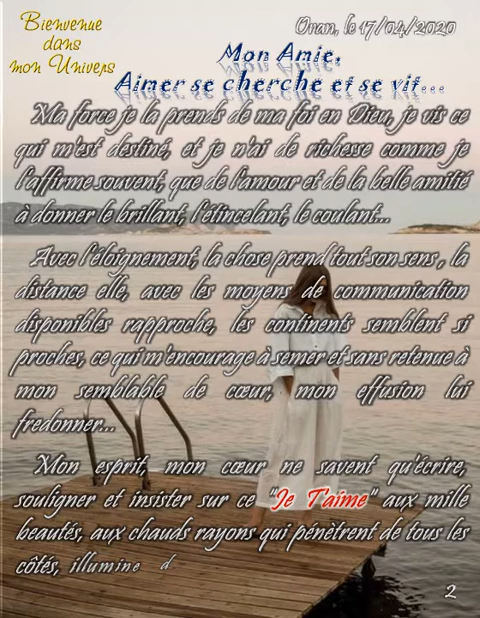 Bienvenue
dans
mon Univers
Oran, le 17/04/2020
Mon Amie,
Aimer se cherche et se vit...
Ma force je la prends de ma foi en Dieu, je vis ce
qui m'est destiné, et je n'ai de richesse comme je
l'affirme souvent, que de l'amour et de la belle amitié
à donner le brillant, l'étincelant, le coulant...
Avec l'éloignement, la chose prend tout son sens, la
distance elle, avec les moyens de communication
disponibles rapproche, les continents semblent si
proches, ce qui m'encourage à semer et sans retenue à
mon semblable de cœur, mon effusion lui
fredonner...
Mon esprit, mon cœur ne savent qu'écrire,
souligner et insister sur ce "Je T'aime" aux mille
beautés, aux chauds rayons qui pénètrent de tous les
côtés, illumine d
2